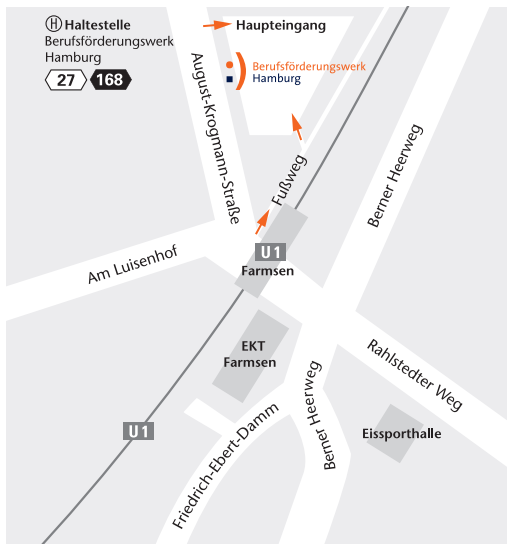 H Haltestelle
Berufsförderungswerk
Hamburg
27 168
Haupteingang
Berufsförderungswerk
Hamburg
August-Krogmann-Straße
Fußweg
Berner Heerweg
Am Luisenhof
U1
Farmsen
EKT
Farmsen
Rahlstedter Weg
Berner Heerweg
Eissporthalle
Friedrich-Ebert-Damm
U1